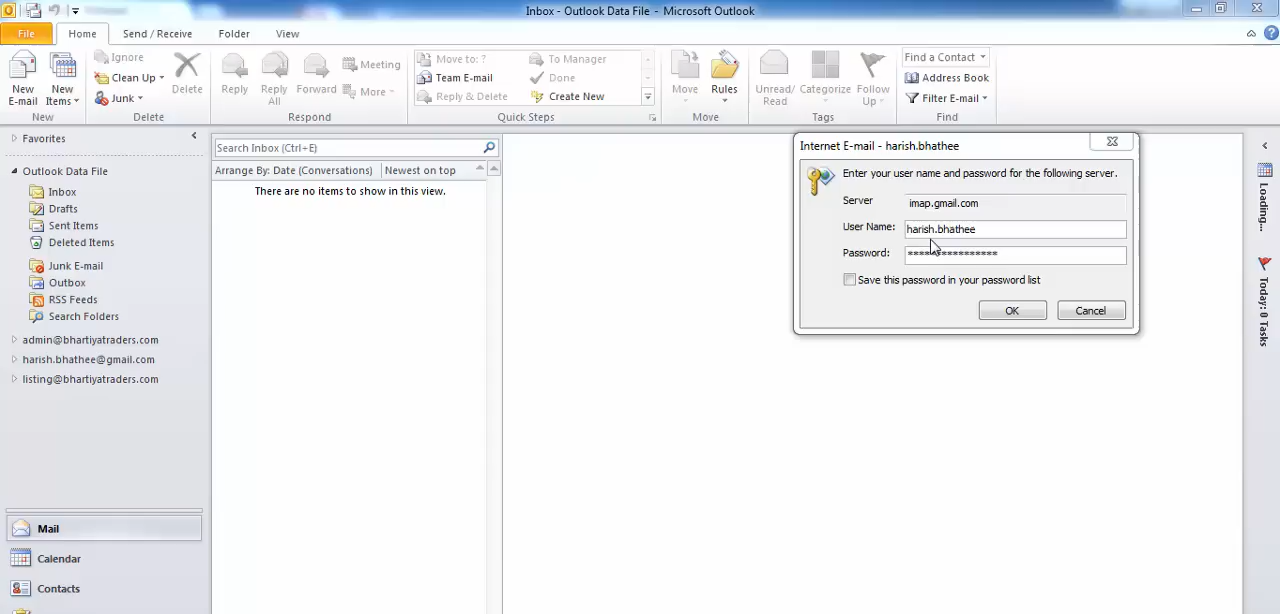 Inbox - Outlook Data File - Microsoft Outlook
File Home Send / Receive Folder View
New E-mail
New Items
Ignore
Clean Up
Junk
Delete
Reply
Reply All
Forward
Meeting
More
Move to: ?
Team E-mail
Reply & Delete
To Manager
Done
Create New
Move
Rules
Unread/ Read
Categorize
Follow Up
Find a Contact
Address Book
Filter E-mail
New Delete Respond Quick Steps Move Tags Find
Favorites
Outlook Data File
Inbox
Drafts
Sent Items
Deleted Items
Junk E-mail
Outbox
RSS Feeds
Search Folders
admin@bhartiyatraders.com
harish.bhathee@gmail.com
listing@bhartiyatraders.com
Mail
Calendar
Contacts
Search Inbox (Ctrl+E)
Arrange By: Date (Conversations) Newest on top
There are no items to show in this view.
Internet E-mail - harish.bhathee
Enter your user name and password for the following server.
Server imap.gmail.com
User Name: harish.bhathee
Password: ****************
Save this password in your password list
OK Cancel
Loading...
Today: 0 Tasks